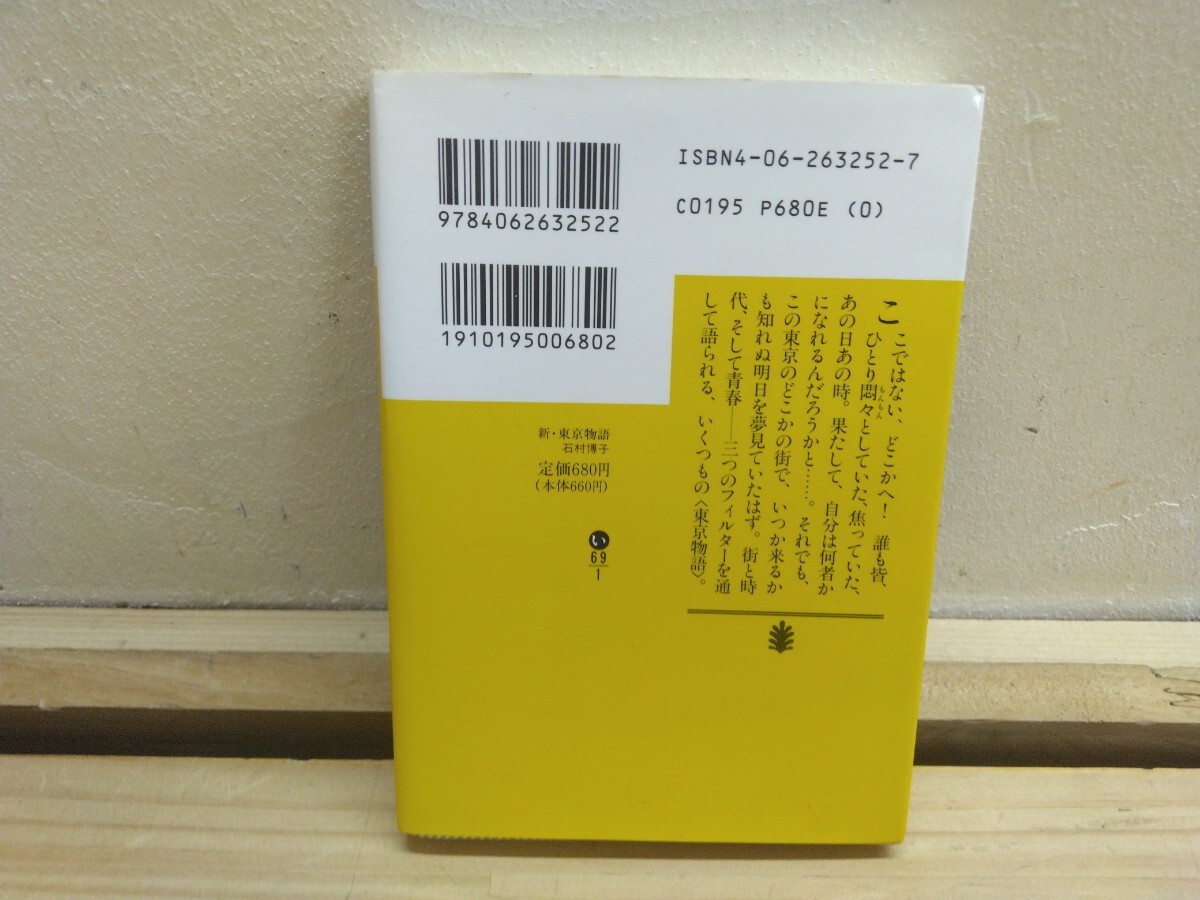 ISBN4-06-263252-7
C0195 P680E (0)
9784062632522
1910195006802
ここではない、どこかへ! 誰も皆、
ひとり悶々としていた、焦っていた、
もんもん
あの日あの時。果たして、自分は何者か
になれるんだろうかと……。それでも、
この東京のどこかの街で、いつか来るか
も知れぬ明日を夢見ていたはず。街と時
代、そして青春——三つのフィルターを通
して語られる、いくつもの〈東京物語〉。
新・東京物語
石村博子
定価680円
(本体660円)
い
69
1